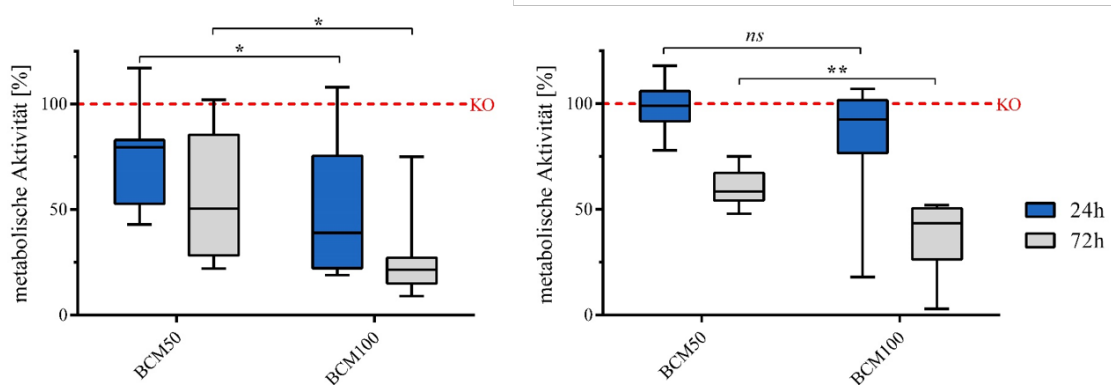 *
*
metabolische Aktivität [%]
100
50
0
KO
BCM50
BCM100
ns
**
metabolische Aktivität [%]
100
50
0
KO
BCM50
BCM100
24h
72h